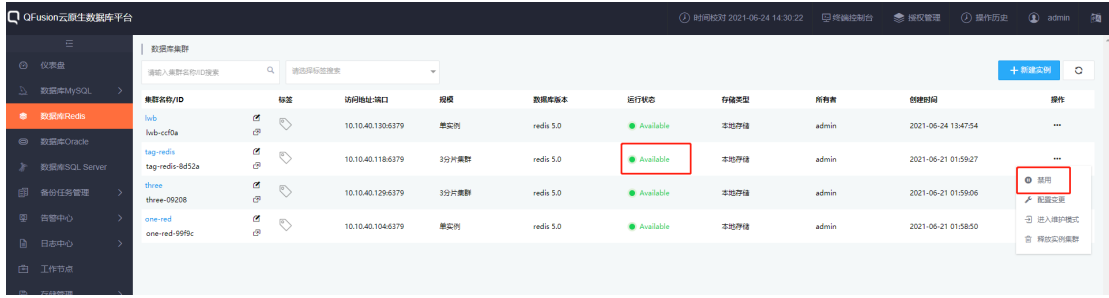 QFusion云原生数据库平台
时间校对 2021-06-24 14:30:22
终端控制台
授权管理
操作历史
admin
仪表盘
数据库MySQL
数据库Redis
数据库Oracle
数据库SQL Server
备份任务管理
告警中心
日志中心
工作节点
存储管理
数据库集群
请输入集群名称/ID搜索
请选择标签搜索
+ 新建实例
集群名称/ID 标签 访问地址:端口 规模 数据库版本 运行状态 存储类型 所有者 创建时间 操作
lwb
lwb-ccf0a 10.10.40.130:6379 单实例 redis 5.0 Available 本地存储 admin 2021-06-24 13:47:54
tag-redis
tag-redis-8d52a 10.10.40.118:6379 3分片集群 redis 5.0 Available 本地存储 admin 2021-06-21 01:59:27
three
three-09208 10.10.40.129:6379 3分片集群 redis 5.0 Available 本地存储 admin 2021-06-21 01:59:06
one-red
one-red-99f9c 10.10.40.104:6379 单实例 redis 5.0 Available 本地存储 admin 2021-06-21 01:58:50
禁用
配置变更
进入维护模式
释放实例集群